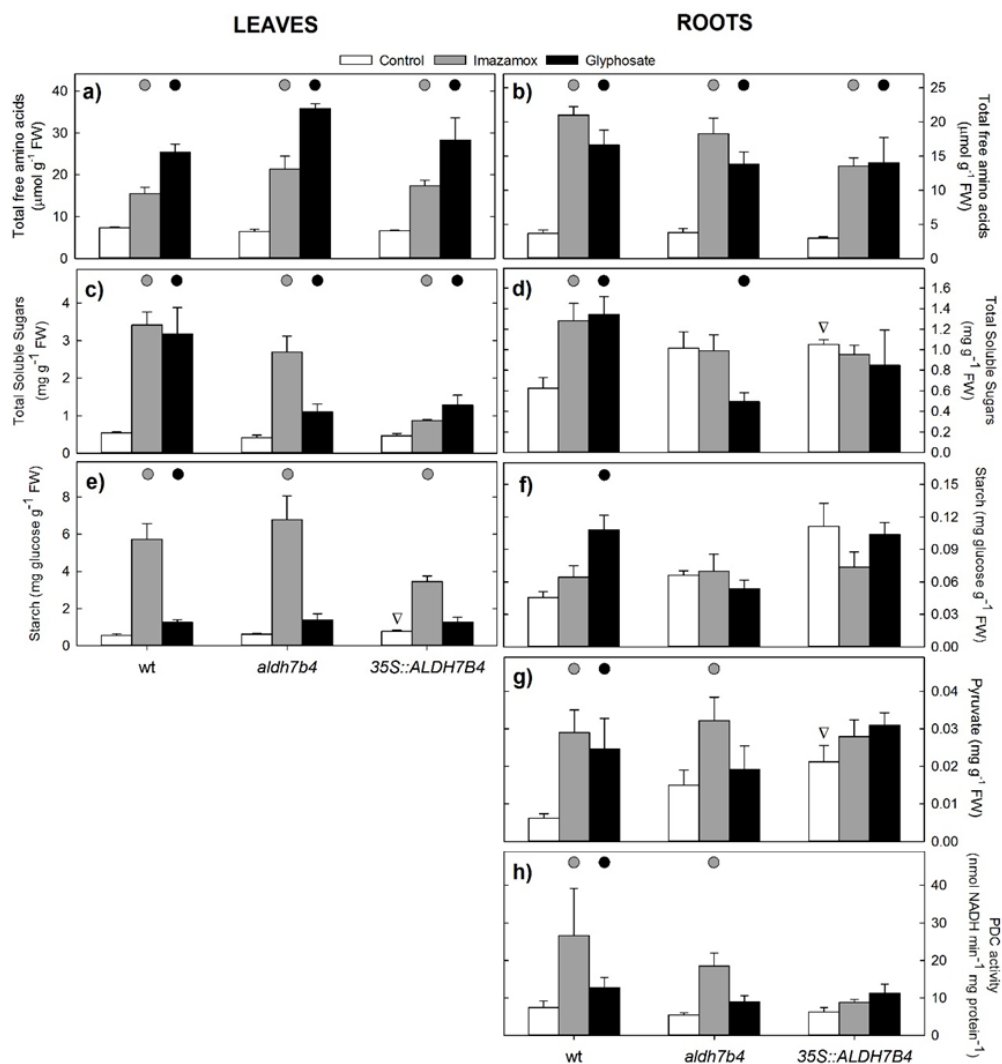 LEAVES
ROOTS
Control Imazamox Glyphosate
a)
Total free amino acids
(μmol g⁻¹ FW)
40
30
20
10
0
b)
25
20
15
10
5
0
Total free amino acids
(μmol g⁻¹ FW)
c)
Total Soluble Sugars
(mg g⁻¹ FW)
4
3
2
1
0
d)
1.6
1.4
1.2
1.0
0.8
0.6
0.4
0.2
0.0
Total Soluble Sugars
(mg g⁻¹ FW)
e)
Starch (mg glucose g⁻¹ FW)
8
6
4
2
0
wt aldh7b4 35S::ALDH7B4
f)
0.15
0.12
0.09
0.06
0.03
0.00
Starch (mg glucose g⁻¹ FW)
g)
0.04
0.03
0.02
0.01
0.00
Pyruvate (mg g⁻¹ FW)
h)
40
30
20
10
0
PDC activity
(nmol NADH min⁻¹ mg protein⁻¹)
wt aldh7b4 35S::ALDH7B4